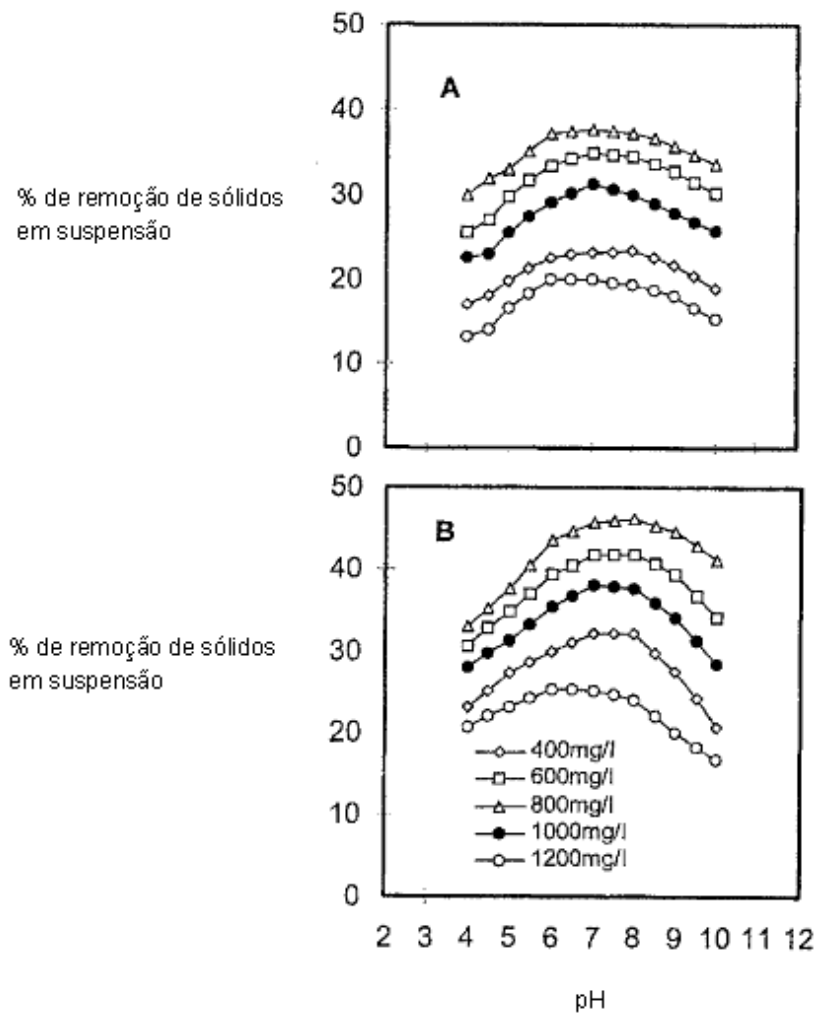 50
A
40
% de remoção de sólidos
em suspensão
30
20
10
0
50
B
40
% de remoção de sólidos
em suspensão
30
20
400mg/l
600mg/l
800mg/l
1000mg/l
1200mg/l
10
0
2 3 4 5 6 7 8 9 10 11 12
pH